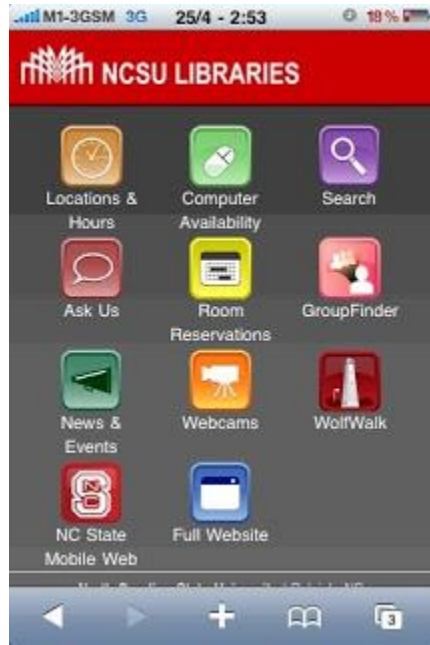 M1-3GSM 3G 25/4 - 2:53 18%
NCSU LIBRARIES
Locations &
Hours
Computer
Availability
Search
Ask Us
Room
Reservations
GroupFinder
News &
Events
Webcams
WolfWalk
NC State
Mobile Web
Full Website
3